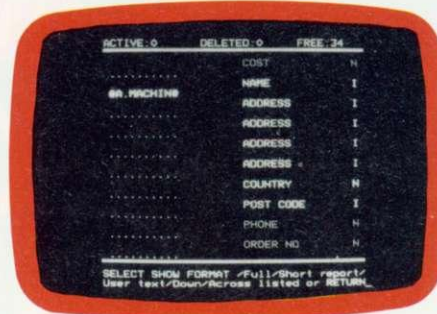 ACTIVE:0 DELETED:0 FREE:34
COST N
@A.MACHIN@ NAME I
ADDRESS I
ADDRESS I
ADDRESS I
ADDRESS I
COUNTRY N
POST CODE I
PHONE N
ORDER NO N
SELECT SHOW FORMAT /Full/Short report/
User text/Down/Across listed or RETURN_